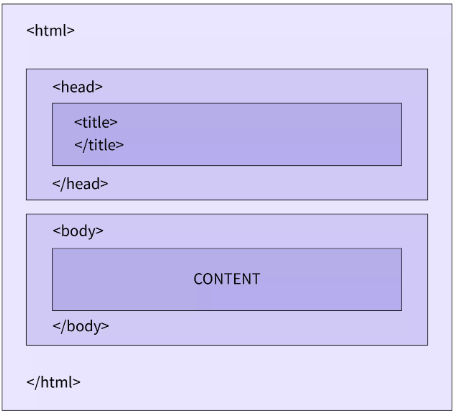 <html>
<head>
<title>
</title>
</head>
<body>
CONTENT
</body>
</html>